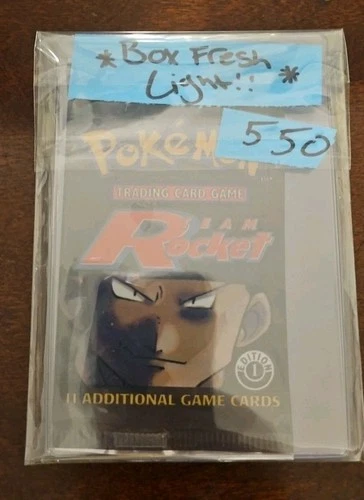 *Box Fresh
Light!! *
550
POKéMON
TRADING CARD GAME
TEAM
ROCKET
EDITION
1
11 ADDITIONAL GAME CARDS